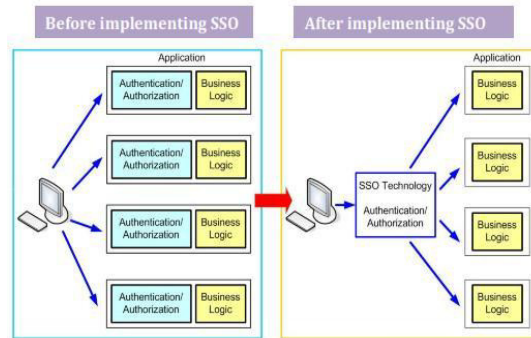 Before implementing SSO
After implementing SSO
Application
Authentication/
Authorization
Business
Logic
Authentication/
Authorization
Business
Logic
Authentication/
Authorization
Business
Logic
Authentication/
Authorization
Business
Logic
Application
Business
Logic
Business
Logic
SSO Technology
Authentication/
Authorization
Business
Logic
Business
Logic